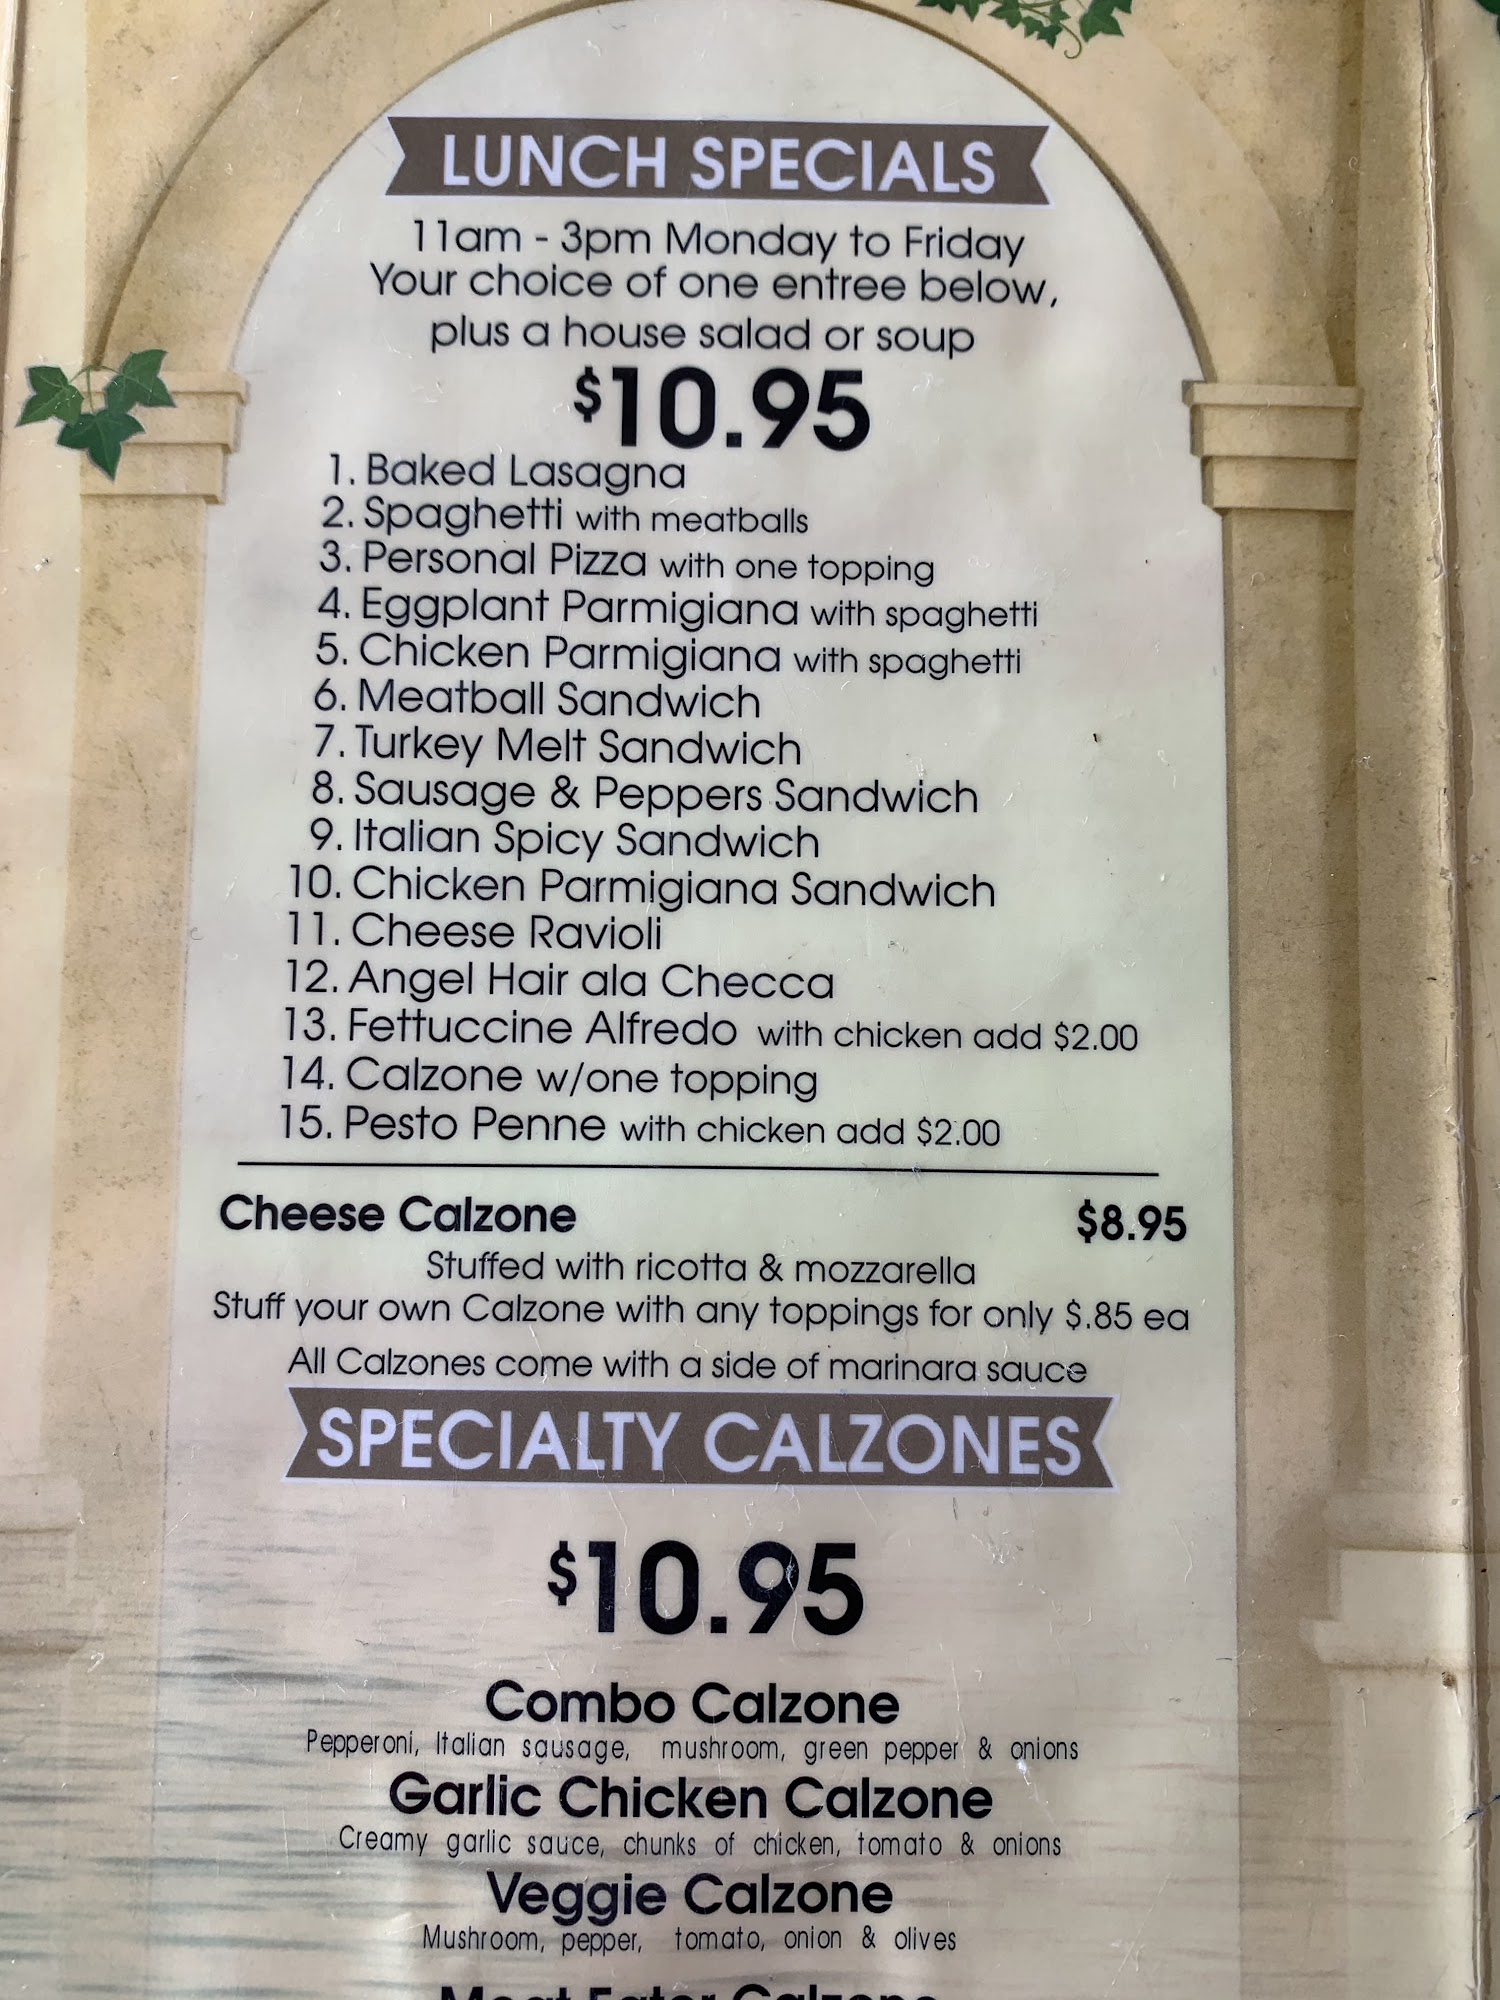 LUNCH SPECIALS
11am - 3pm Monday to Friday
Your choice of one entree below,
plus a house salad or soup
$10.95
1. Baked Lasagna
2. Spaghetti with meatballs
3. Personal Pizza with one topping
4. Eggplant Parmigiana with spaghetti
5. Chicken Parmigiana with spaghetti
6. Meatball Sandwich
7. Turkey Melt Sandwich
8. Sausage & Peppers Sandwich
9. Italian Spicy Sandwich
10. Chicken Parmigiana Sandwich
11. Cheese Ravioli
12. Angel Hair ala Checca
13. Fettuccine Alfredo with chicken add $2.00
14. Calzone w/one topping
15. Pesto Penne with chicken add $2.00
Cheese Calzone $8.95
Stuffed with ricotta & mozzarella
Stuff your own Calzone with any toppings for only $.85 ea
All Calzones come with a side of marinara sauce
SPECIALTY CALZONES
$10.95
Combo Calzone
Pepperoni, Italian sausage, mushroom, green pepper & onions
Garlic Chicken Calzone
Creamy garlic sauce, chunks of chicken, tomato & onions
Veggie Calzone
Mushroom, pepper, tomato, onion & olives
Meat Eater Calzone